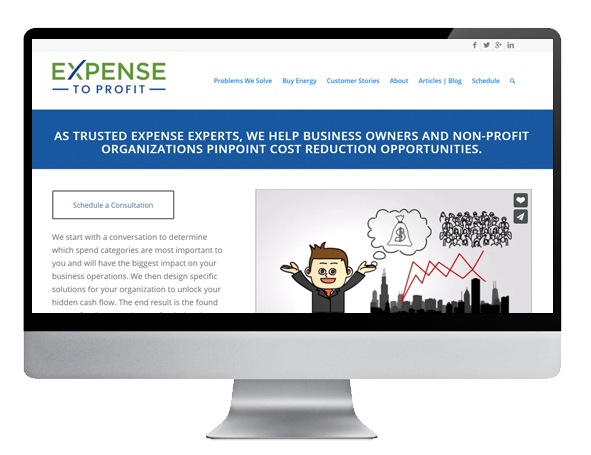 EXPENSE
TO PROFIT
Problems We Solve Buy Energy Customer Stories About Articles | Blog Schedule
AS TRUSTED EXPENSE EXPERTS, WE HELP BUSINESS OWNERS AND NON-PROFIT
ORGANIZATIONS PINPOINT COST REDUCTION OPPORTUNITIES.
Schedule a Consultation
We start with a conversation to determine
which spend categories are most important to
you and will have the biggest impact on your
business operations. We then design specific
solutions for your organization to unlock your
hidden cash flow. The end result is the found
$